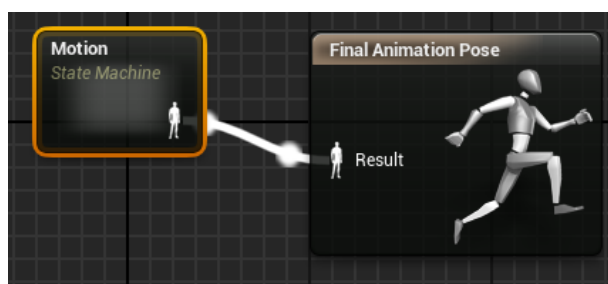 Motion
State Machine
Final Animation Pose
Result